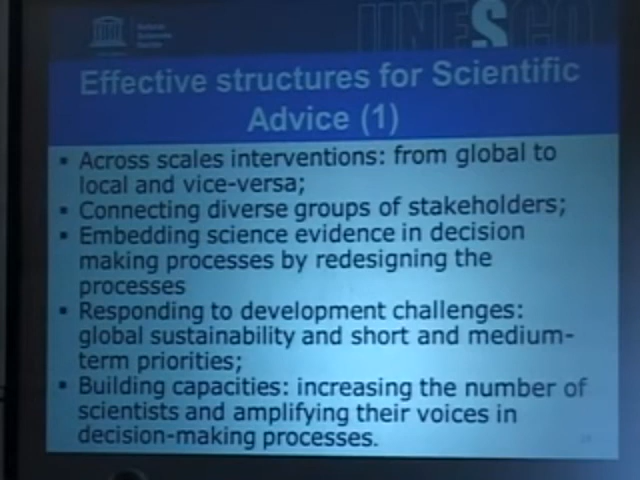 UNESCO
Effective structures for Scientific
Advice (1)
▪ Across scales interventions: from global to
local and vice-versa;
▪ Connecting diverse groups of stakeholders;
▪ Embedding science evidence in decision
making processes by redesigning the
processes
▪ Responding to development challenges:
global sustainability and short and medium-
term priorities;
▪ Building capacities: increasing the number of
scientists and amplifying their voices in
decision-making processes.